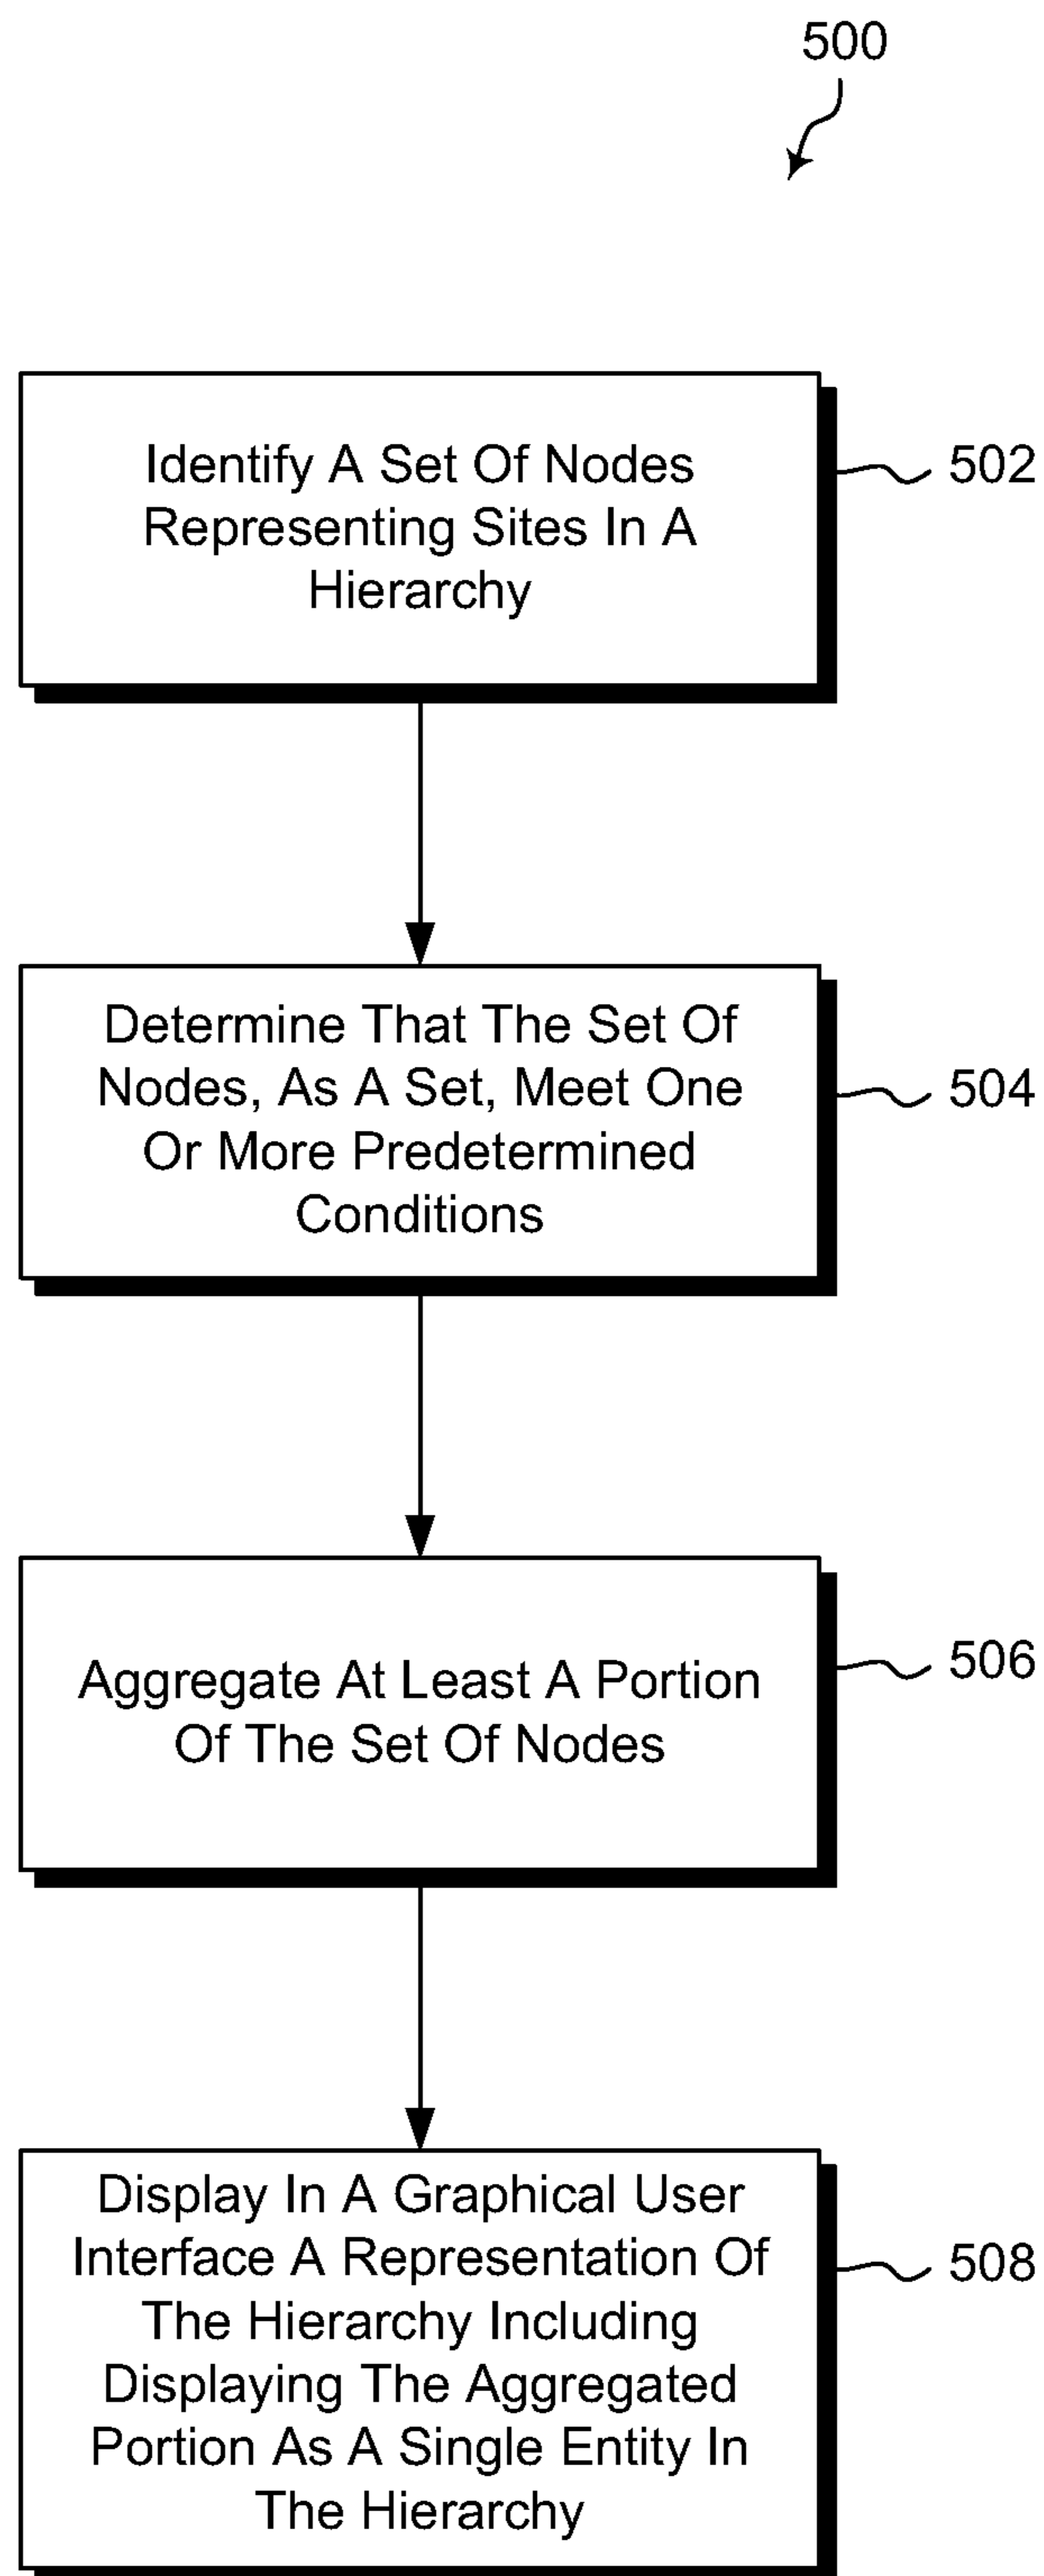 500
Identify A Set Of Nodes
Representing Sites In A
Hierarchy
502
Determine That The Set Of
Nodes, As A Set, Meet One
Or More Predetermined
Conditions
504
Aggregate At Least A Portion
Of The Set Of Nodes
506
Display In A Graphical User
Interface A Representation Of
The Hierarchy Including
Displaying The Aggregated
Portion As A Single Entity In
The Hierarchy
508